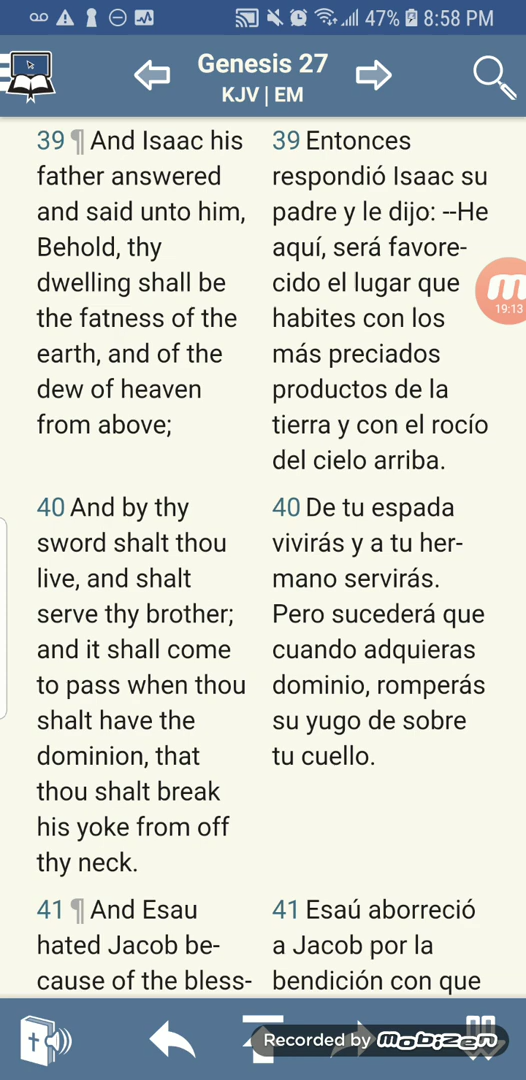 47% 8:58 PM
Genesis 27
KJV | EM
39 ¶ And Isaac his
father answered
and said unto him,
Behold, thy
dwelling shall be
the fatness of the
earth, and of the
dew of heaven
from above;
39 Entonces
respondió Isaac su
padre y le dijo: --He
aquí, será favore-
cido el lugar que
habites con los
más preciados
productos de la
tierra y con el rocío
del cielo arriba.
19:13
40 And by thy
sword shalt thou
live, and shalt
serve thy brother;
and it shall come
to pass when thou
shalt have the
dominion, that
thou shalt break
his yoke from off
thy neck.
40 De tu espada
vivirás y a tu her-
mano servirás.
Pero sucederá que
cuando adquieras
dominio, romperás
su yugo de sobre
tu cuello.
41 ¶ And Esau
hated Jacob be-
cause of the bless-
41 Esaú aborreció
a Jacob por la
bendición con que
Recorded by Mobizen